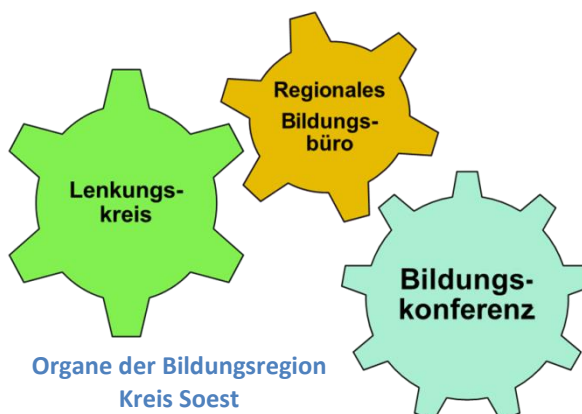 Regionales
Bildungs-
büro
Lenkungs-
kreis
Bildungs-
konferenz
Organe der Bildungsregion
Kreis Soest